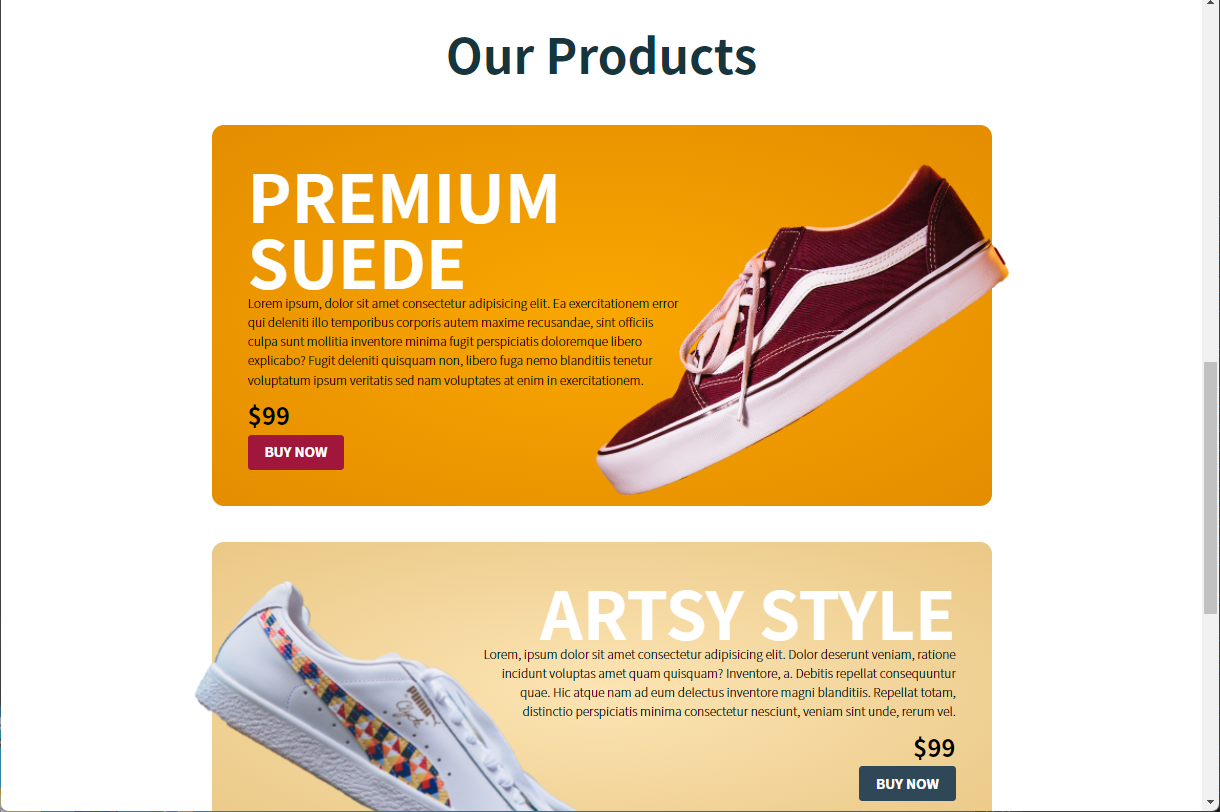 Our Products
PREMIUM
SUEDE
Lorem ipsum, dolor sit amet consectetur adipisicing elit. Ea exercitationem error
qui deleniti illo temporibus corporis autem maxime recusandae, sint officiis
culpa sunt mollitia inventore minima fugit perspiciatis doloremque libero
explicabo? Fugit deleniti quisquam non, libero fuga nemo blanditiis tenetur
voluptatum ipsum veritatis sed nam voluptates at enim in exercitationem.
$99
BUY NOW
ARTSY STYLE
Lorem, ipsum dolor sit amet consectetur adipisicing elit. Dolor deserunt veniam, ratione
incidunt voluptas amet quam quisquam? Inventore, a. Debitis repellat consequuntur
quae. Hic atque nam ad eum delectus inventore magni blanditiis. Repellat totam,
distinctio perspiciatis minima consectetur nesciunt, veniam sint unde, rerum vel.
PUMA
Clyde
$99
BUY NOW